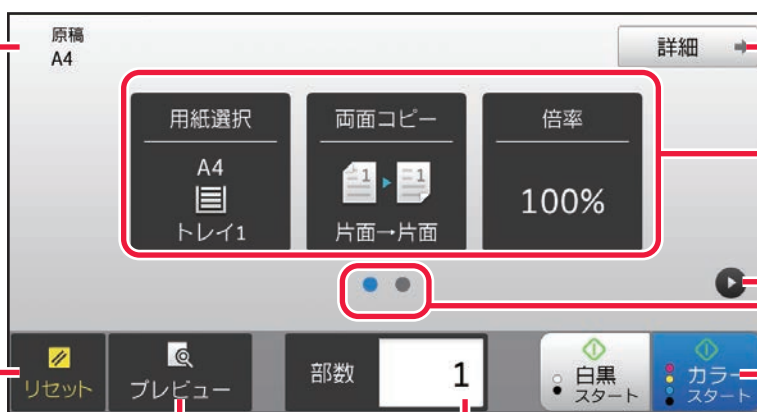 原稿
A4
詳細
用紙選択
両面コピー
倍率
A4
トレイ1
1
1
片面→片面
100%
リセット
プレビュー
部数
1
白黒
スタート
カラー
スタート